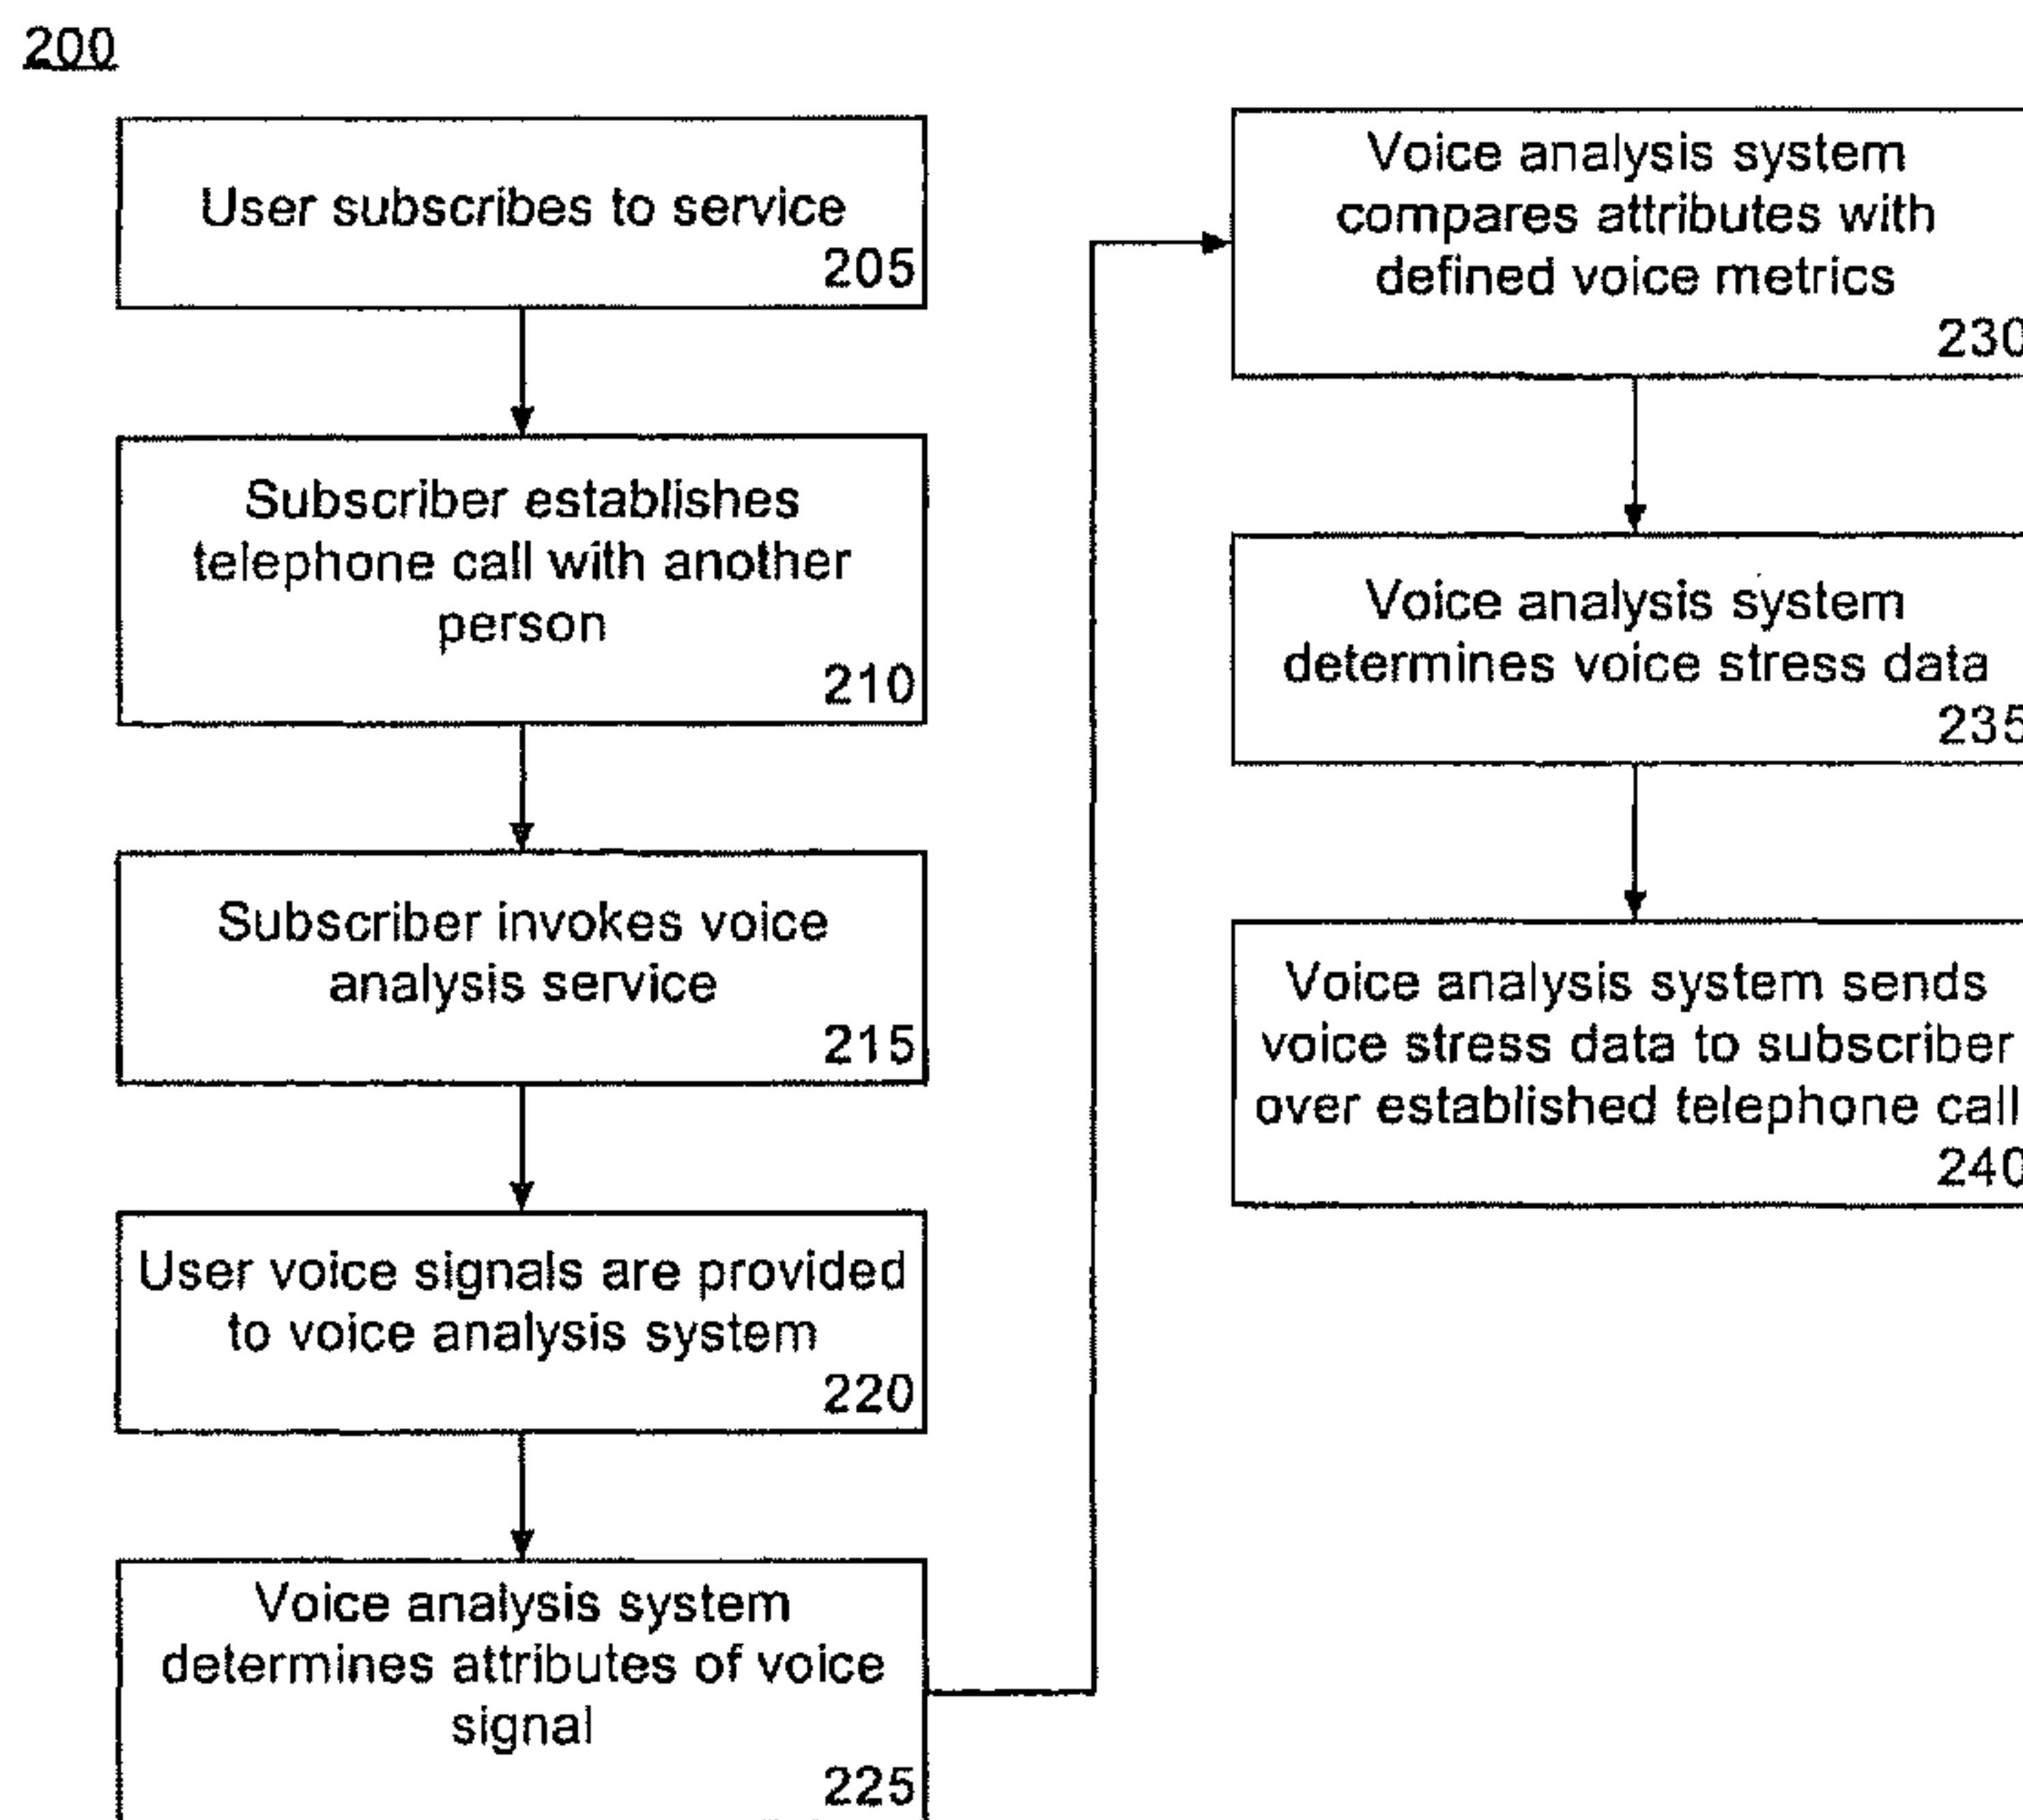 200
User subscribes to service
205
Subscriber establishes
telephone call with another
person
210
Subscriber invokes voice
analysis service
215
User voice signals are provided
to voice analysis system
220
Voice analysis system
determines attributes of voice
signal
225
Voice analysis system
compares attributes with
defined voice metrics
230
Voice analysis system
determines voice stress data
235
Voice analysis system sends
voice stress data to subscriber
over established telephone call
240